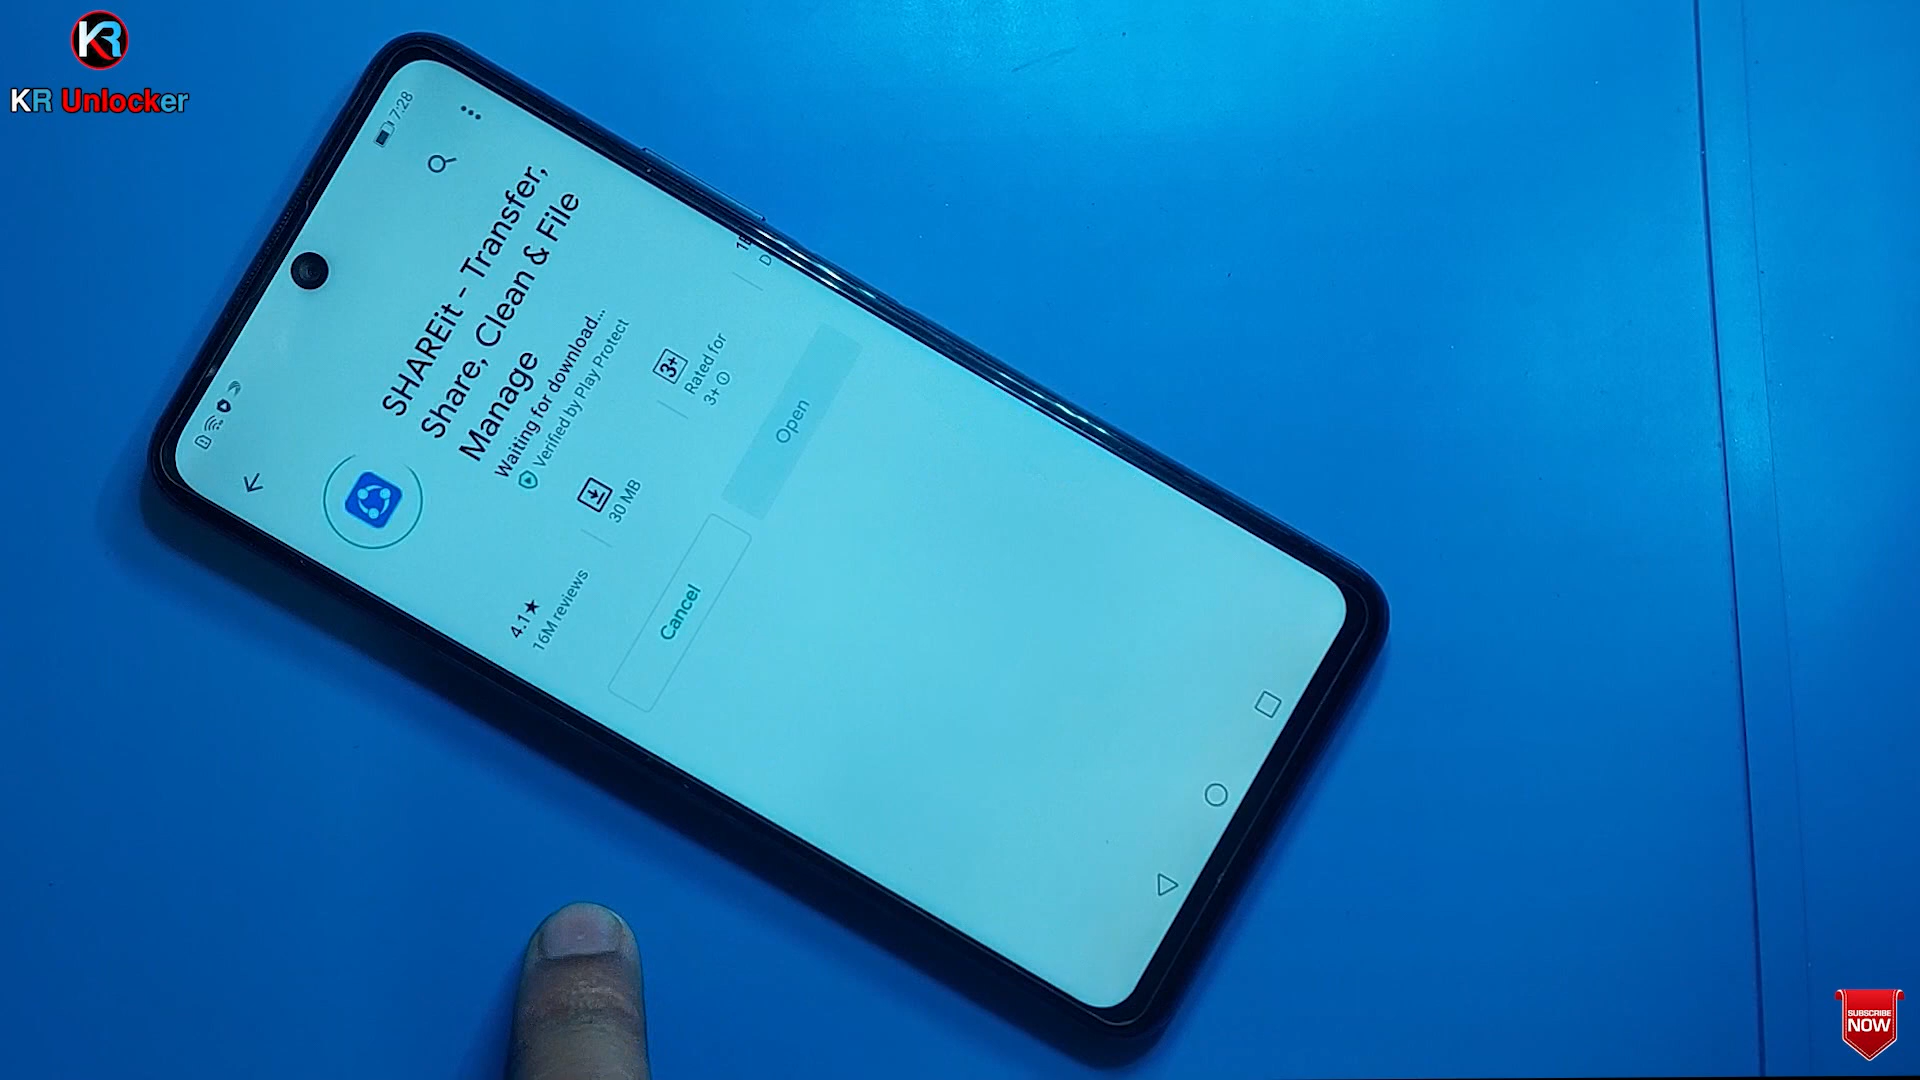 KR
KR Unlocker
7:28
SHAREit - Transfer,
Share, Clean & File
Manage
Waiting for download...
Verified by Play Protect
4.1★
16M reviews
30 MB
3+
Rated for
3+
Cancel
Open
SUBSCRIBE
NOW